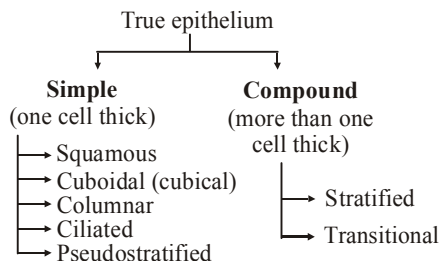 True epithelium
Simple
(one cell thick)
Squamous
Cuboidal (cubical)
Columnar
Ciliated
Pseudostratified
Compound
(more than one
cell thick)
Stratified
Transitional